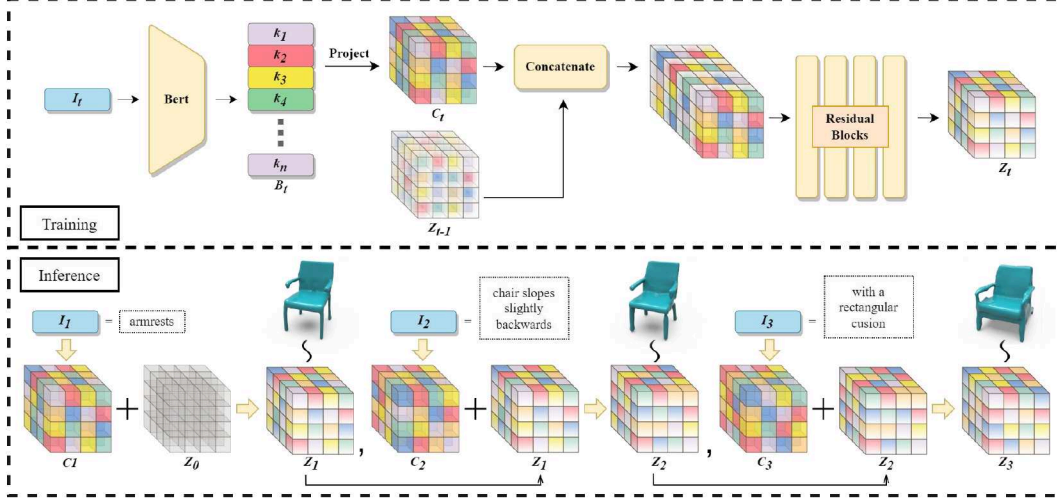 I_t
Bert
k_1
k_2
k_3
k_4
k_n
B_t
Project
C_t
Z_{t-1}
Concatenate
Residual
Blocks
Z_t
Training
Inference
I_1 = armrests
I_2 =
chair slopes
slightly
backwards
I_3 =
with a
rectangular
cusion
C1 + Z_0
Z_1 , C_2 + Z_1
Z_2 , C_3 + Z_2
Z_3